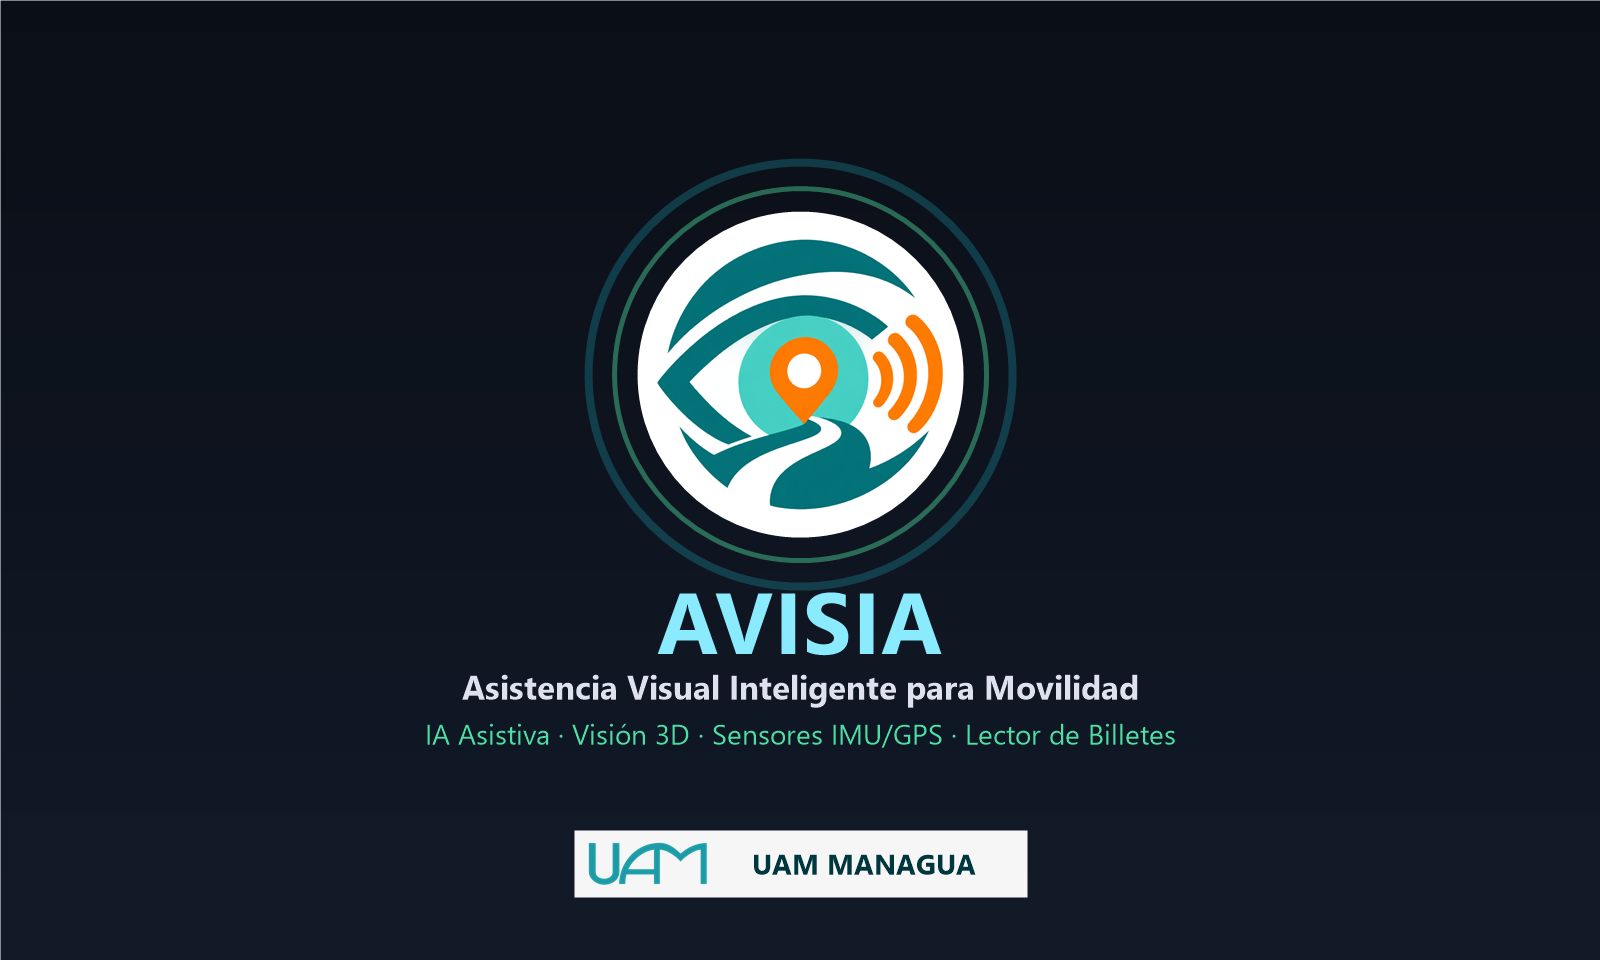 AVISIA
Asistencia Visual Inteligente para Movilidad
IA Asistiva · Visión 3D · Sensores IMU/GPS · Lector de Billetes
UAM UAM MANAGUA